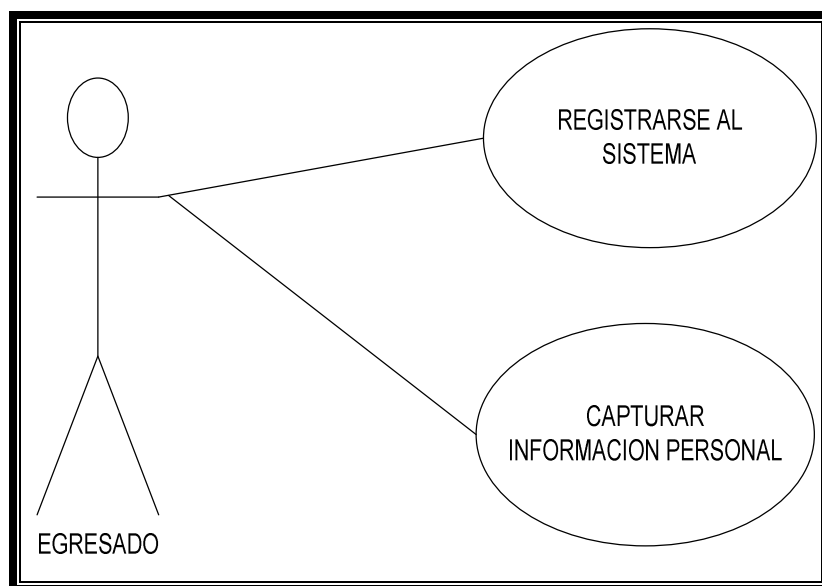 REGISTRARSE AL
SISTEMA
CAPTURAR
INFORMACION PERSONAL
EGRESADO